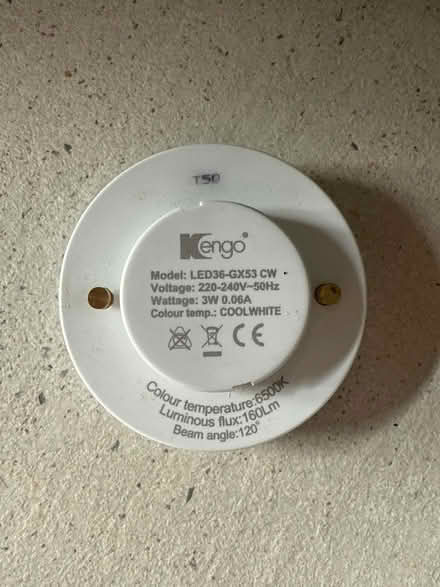 T50
Kengo
Model: LED36-GX53 CW
Voltage: 220-240V~50Hz
Wattage: 3W 0.06A
Colour temp.: COOLWHITE
CE
Colour temperature:6500K
Luminous flux:160Lm
Beam angle:120°